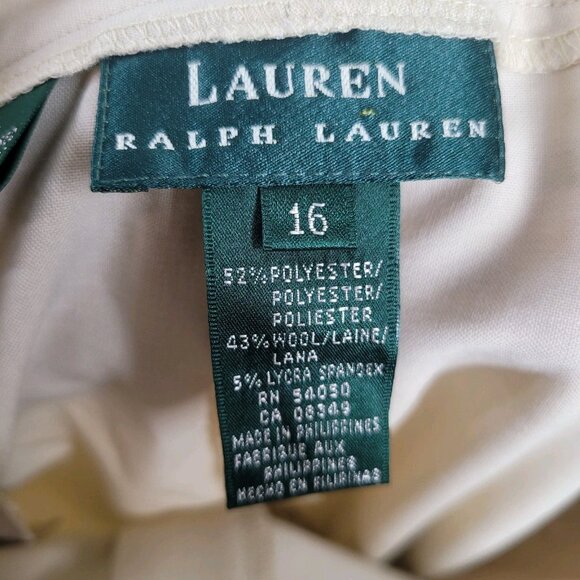 LAUREN
RALPH LAUREN
16
52% POLYESTER/
POLYESTER/
POLIESTER
43% WOOL/LAINE/
LANA
5% LYCRA SPANDEX
RN 54050
CA 08349
MADE IN PHILIPPINES
FABRIQUE AUX
PHILIPPINES
HECHO EN FILIPINAS